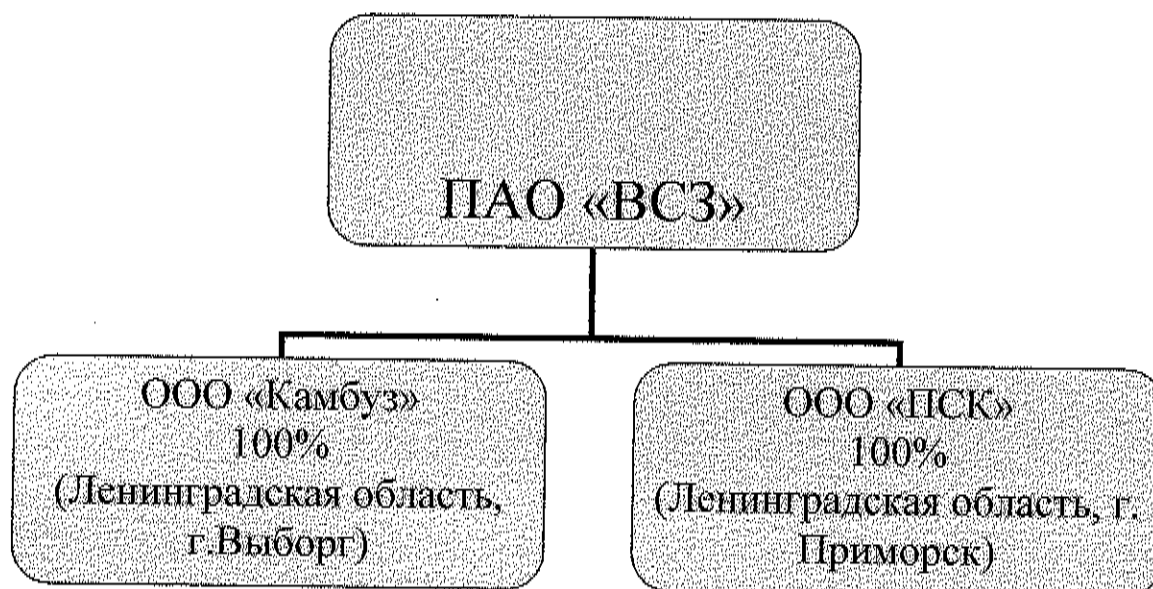 ПАО «ВСЗ»
ООО «Камбуз»
100%
(Ленинградская область,
г.Выборг)
ООО «ПСК»
100%
(Ленинградская область, г.
Приморск)